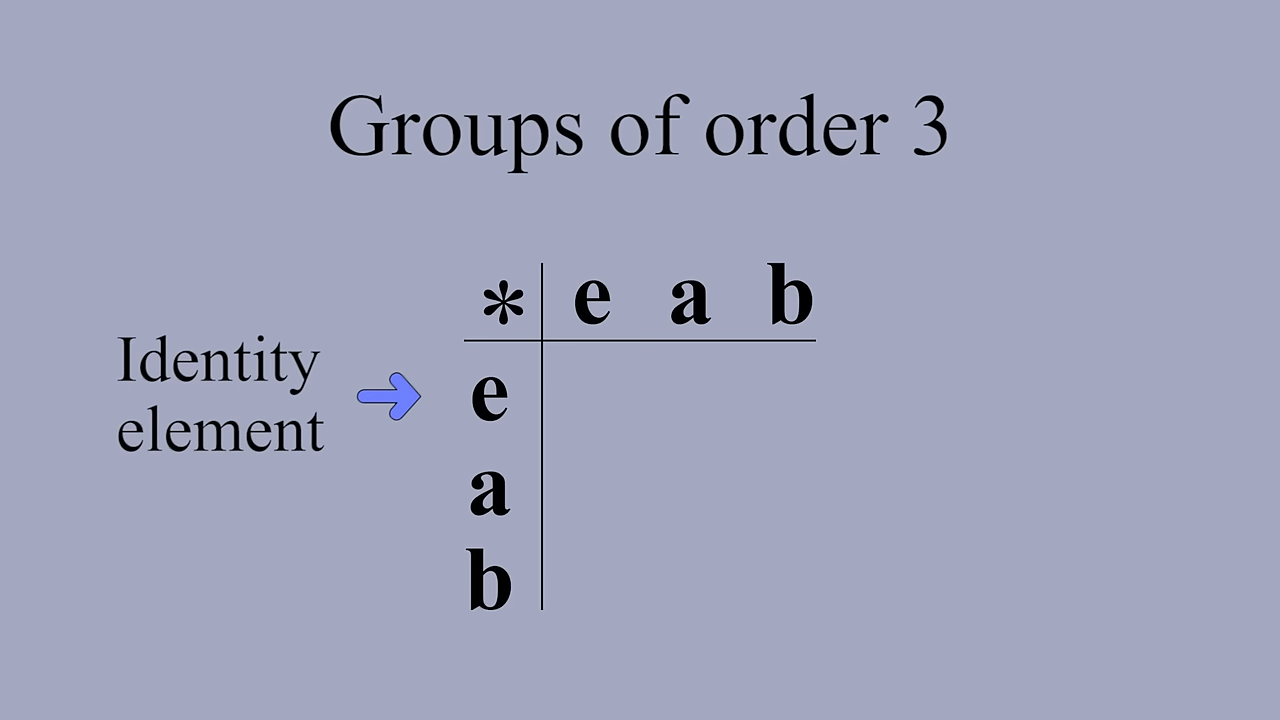 Groups of order 3
* e a b
Identity
element
e
a
b